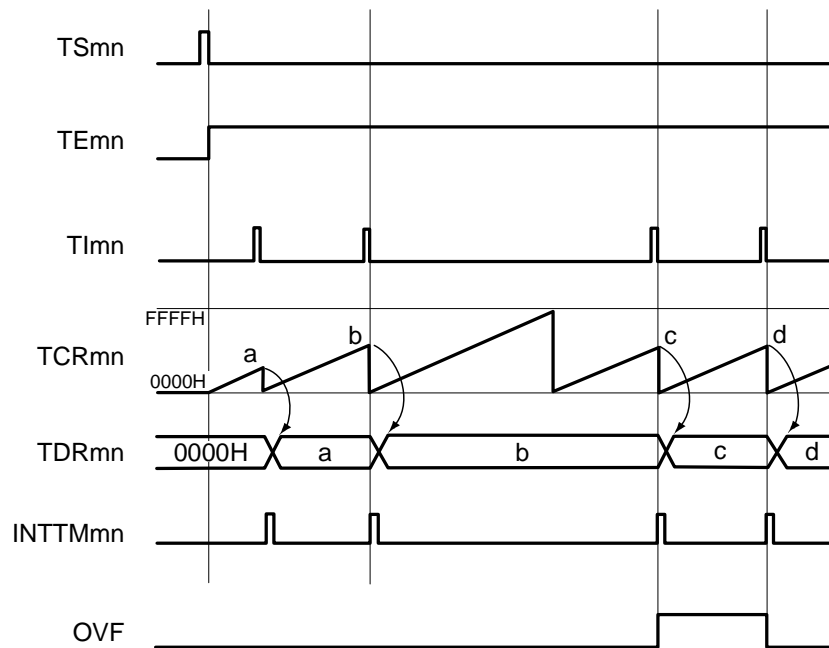 TSmn
TEmn
TImn
FFFFH
TCRmn
0000H
a
b
c
d
TDRmn
0000H
a
b
c
d
INTTMmn
OVF